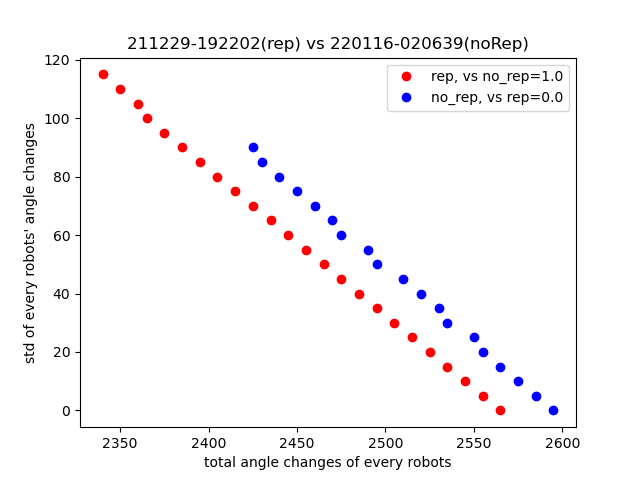 211229-192202(rep) vs 220116-020639(noRep)
rep, vs no_rep=1.0
no_rep, vs rep=0.0
std of every robots' angle changes
120
100
80
60
40
20
0
2350 2400 2450 2500 2550 2600
total angle changes of every robots